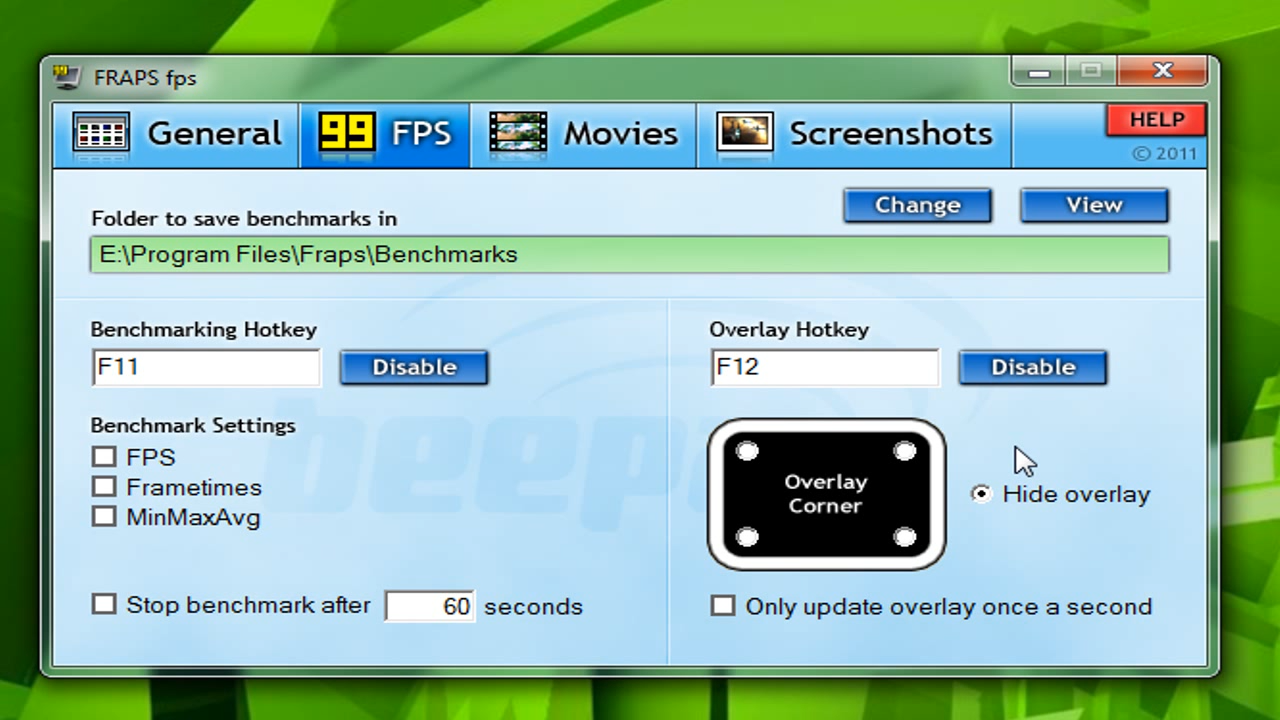 FRAPS fps
General
99 FPS
Movies
Screenshots
HELP
© 2011
Folder to save benchmarks in
Change
View
E:\Program Files\Fraps\Benchmarks
Benchmarking Hotkey
F11
Disable
Benchmark Settings
FPS
Frametimes
MinMaxAvg
Stop benchmark after 60 seconds
Overlay Hotkey
F12
Disable
Overlay
Corner
Hide overlay
Only update overlay once a second